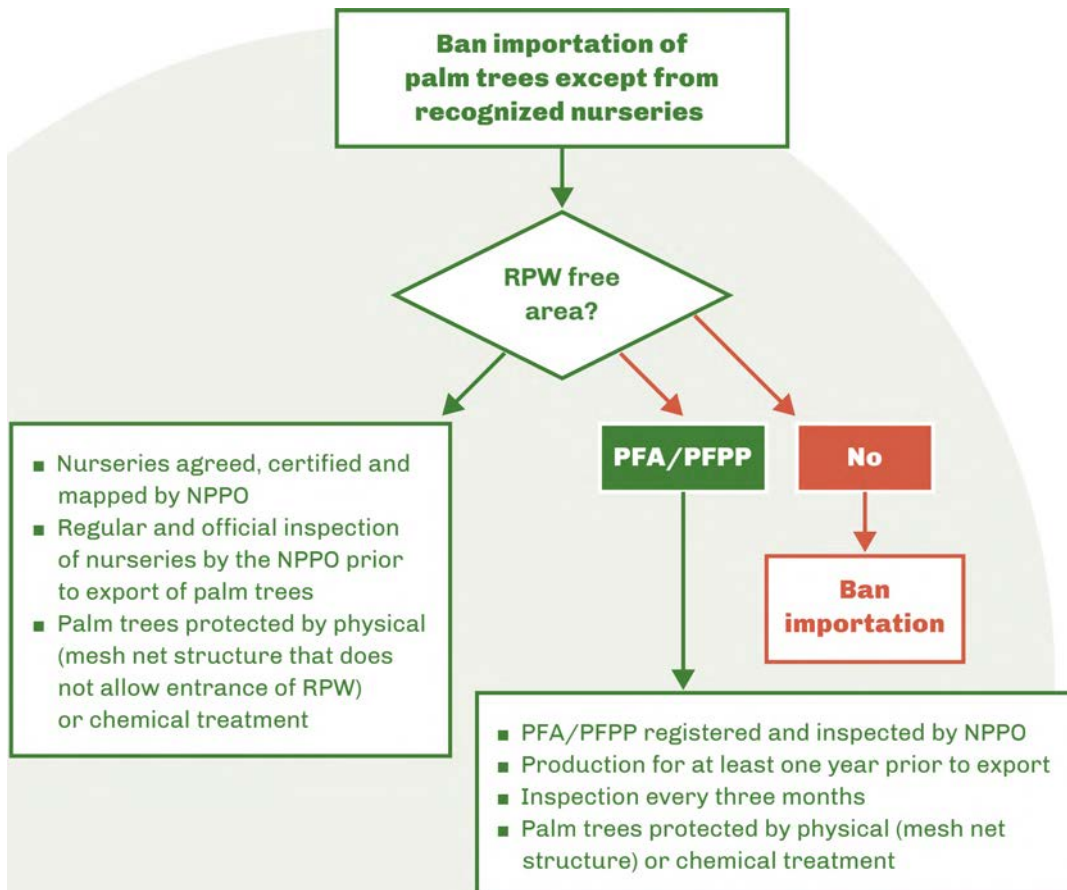 Ban importation of
palm trees except from
recognized nurseries
RPW free
area?
PFA/PFPP
No
Ban
importation
▪ Nurseries agreed, certified and
mapped by NPPO
▪ Regular and official inspection
of nurseries by the NPPO prior
to export of palm trees
▪ Palm trees protected by physical
(mesh net structure that does
not allow entrance of RPW)
or chemical treatment
▪ PFA/PFPP registered and inspected by NPPO
▪ Production for at least one year prior to export
▪ Inspection every three months
▪ Palm trees protected by physical (mesh net
structure) or chemical treatment